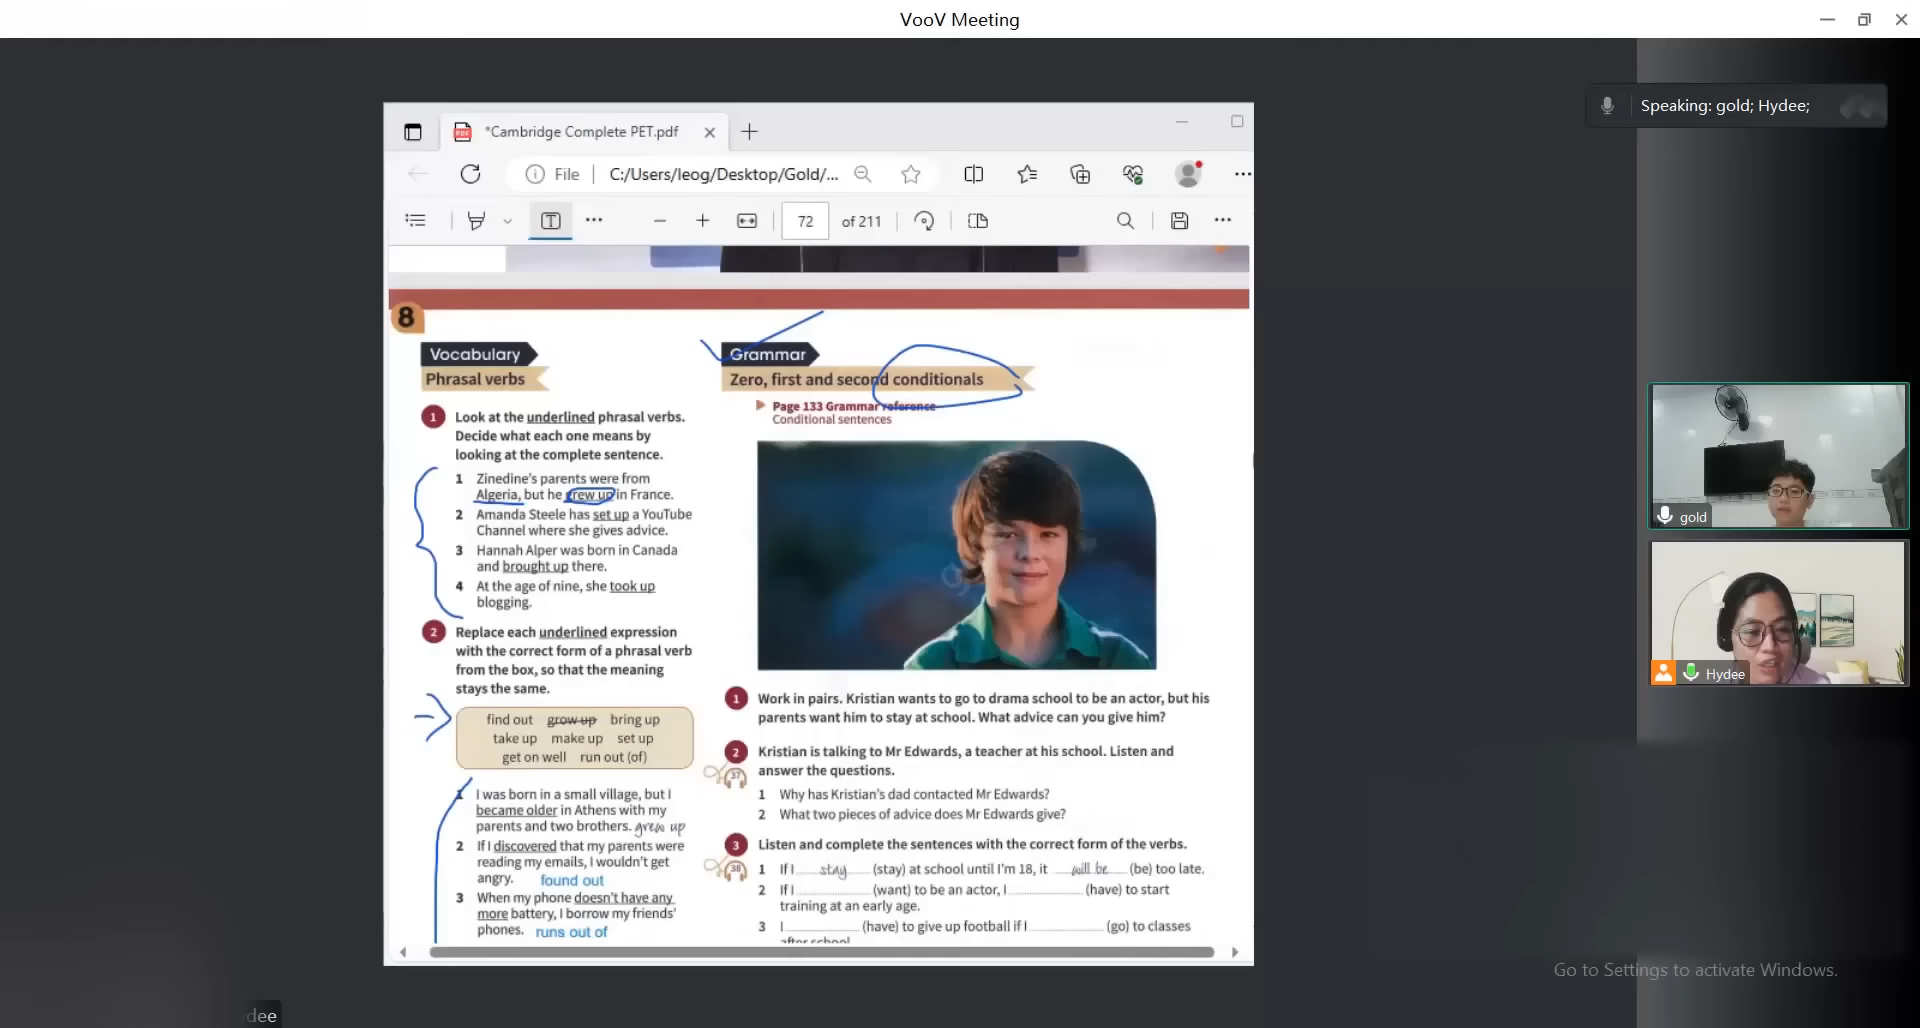 VooV Meeting
Speaking: gold; Hydee;
*Cambridge Complete PET.pdf
File
C:/Users/leog/Desktop/Gold/...
72
of 211
8
Vocabulary
Phrasal verbs
1 Look at the underlined phrasal verbs.
Decide what each one means by
looking at the complete sentence.
1 Zinedine's parents were from
Algeria, but he grew up in France.
2 Amanda Steele has set up a YouTube
Channel where she gives advice.
3 Hannah Alper was born in Canada
and brought up there.
4 At the age of nine, she took up
blogging.
2 Replace each underlined expression
with the correct form of a phrasal verb
from the box, so that the meaning
stays the same.
find out grow up bring up
take up make up set up
get on well run out (of)
1 I was born in a small village, but I
became older in Athens with my
parents and two brothers. grew up
2 If I discovered that my parents were
reading my emails, I wouldn't get
angry. found out
3 When my phone doesn't have any
more battery, I borrow my friends'
phones. runs out of
Grammar
Zero, first and second conditionals
Page 133 Grammar reference
Conditional sentences
1 Work in pairs. Kristian wants to go to drama school to be an actor, but his
parents want him to stay at school. What advice can you give him?
2 Kristian is talking to Mr Edwards, a teacher at his school. Listen and
answer the questions.
37
1 Why has Kristian's dad contacted Mr Edwards?
2 What two pieces of advice does Mr Edwards give?
3 Listen and complete the sentences with the correct form of the verbs.
38
1 If I stay (stay) at school until I'm 18, it will be (be) too late.
2 If I (want) to be an actor, I (have) to start
training at an early age.
3 I (have) to give up football if I (go) to classes
after school
gold
Hydee
Go to Settings to activate Windows.
dee